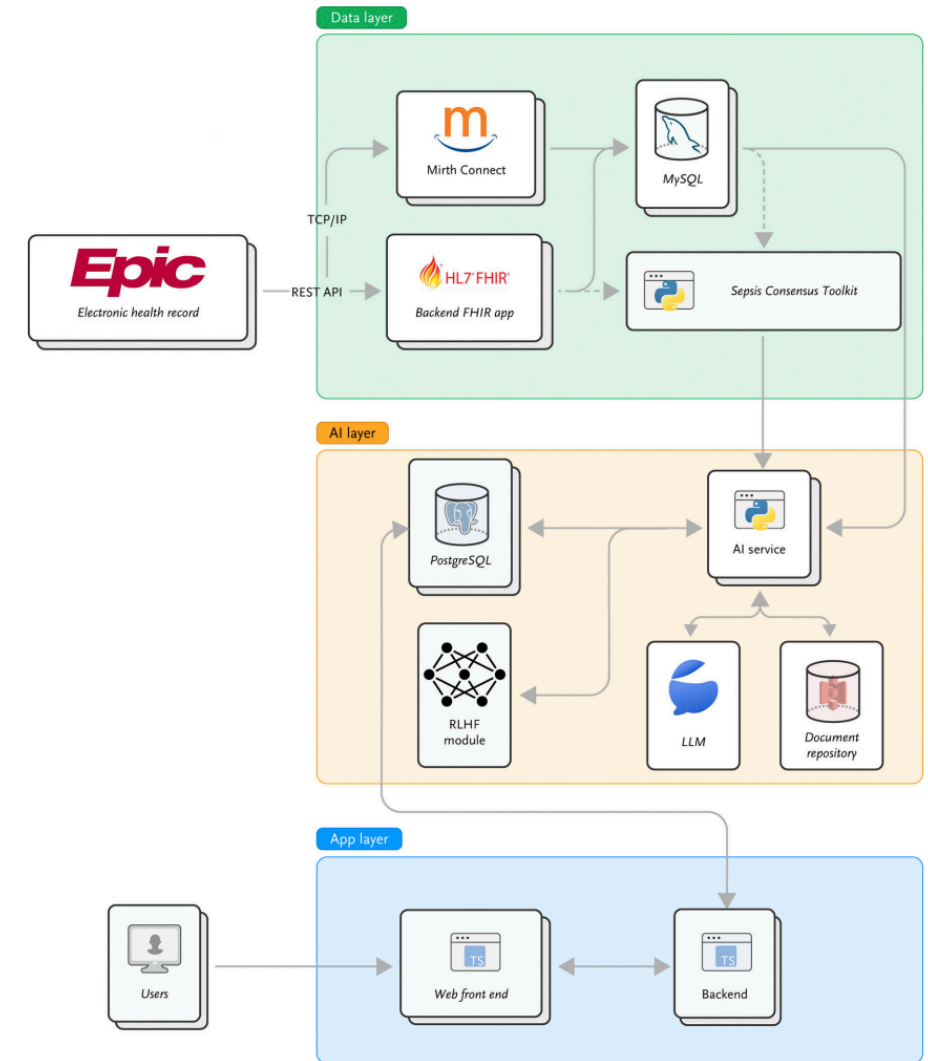 Data layer
m
Mirth Connect
MySQL
TCP/IP
Epic
Electronic health record
REST API
HL7® FHIR®
Backend FHIR app
Sepsis Consensus Toolkit
AI layer
PostgreSQL
AI service
RLHF
module
LLM
Document
repository
App layer
Users
TS
Web front end
TS
Backend